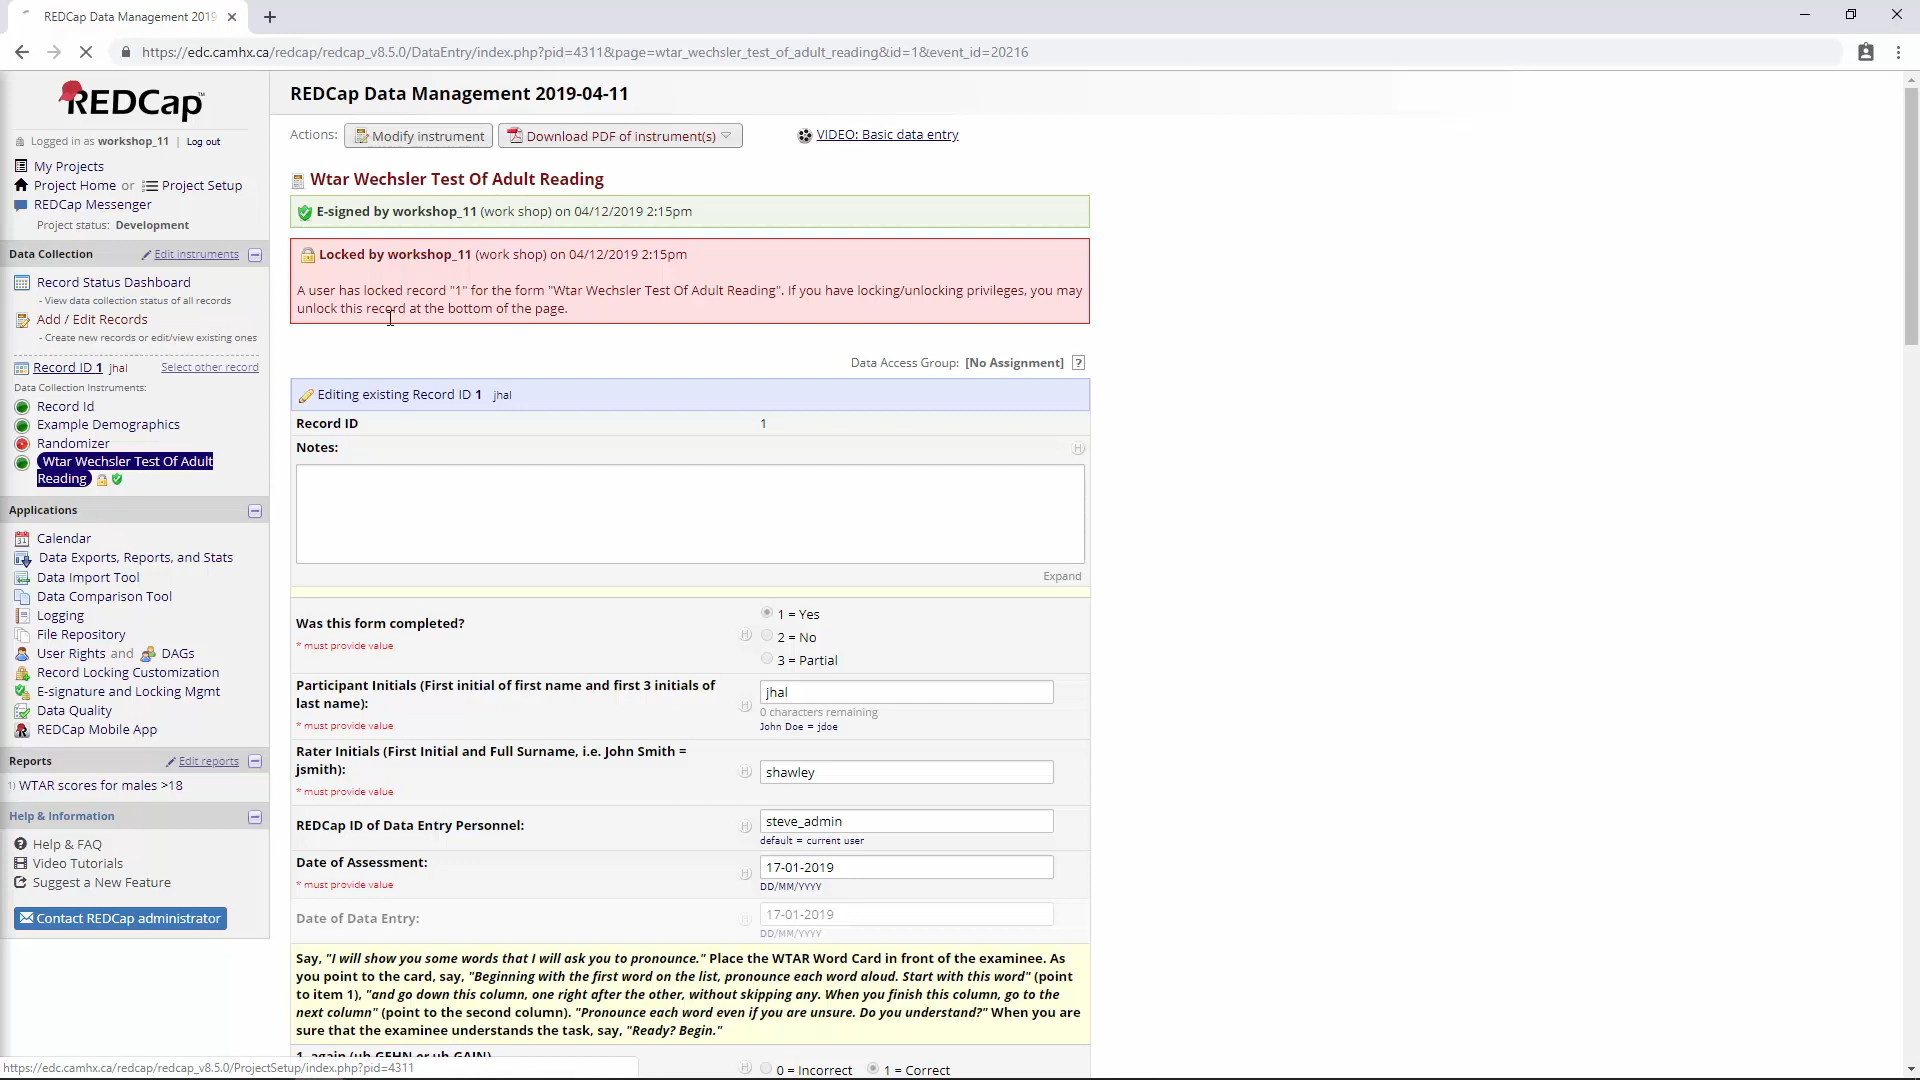 REDCap Data Management 2019
https://edc.camhx.ca/redcap/redcap_v8.5.0/DataEntry/index.php?pid=4311&page=wtar_wechsler_test_of_adult_reading&id=1&event_id=20216
REDCap
Logged in as workshop_11 | Log out
My Projects
Project Home or Project Setup
REDCap Messenger
Project status: Development
Data Collection Edit instruments
Record Status Dashboard
- View data collection status of all records
Add / Edit Records
- Create new records or edit/view existing ones
Record ID 1 jhal Select other record
Data Collection Instruments:
Record Id
Example Demographics
Randomizer
Wtar Wechsler Test Of Adult
Reading
Applications
Calendar
Data Exports, Reports, and Stats
Data Import Tool
Data Comparison Tool
Logging
File Repository
User Rights and DAGs
Record Locking Customization
E-signature and Locking Mgmt
Data Quality
REDCap Mobile App
Reports Edit reports
1) WTAR scores for males >18
Help & Information
Help & FAQ
Video Tutorials
Suggest a New Feature
Contact REDCap administrator
REDCap Data Management 2019-04-11
Actions: Modify instrument Download PDF of instrument(s) VIDEO: Basic data entry
Wtar Wechsler Test Of Adult Reading
E-signed by workshop_11 (work shop) on 04/12/2019 2:15pm
Locked by workshop_11 (work shop) on 04/12/2019 2:15pm
A user has locked record "1" for the form "Wtar Wechsler Test Of Adult Reading". If you have locking/unlocking privileges, you may
unlock this record at the bottom of the page.
Data Access Group: [No Assignment] ?
Editing existing Record ID 1 jhal
Record ID 1
Notes: H
Expand
Was this form completed?
* must provide value
H
1 = Yes
2 = No
3 = Partial
Participant Initials (First initial of first name and first 3 initials of
last name):
* must provide value
H
jhal
0 characters remaining
John Doe = jdoe
Rater Initials (First Initial and Full Surname, i.e. John Smith =
jsmith):
* must provide value
H
shawley
REDCap ID of Data Entry Personnel:
H
steve_admin
default = current user
Date of Assessment:
* must provide value
H
17-01-2019
DD/MM/YYYY
Date of Data Entry:
H
17-01-2019
DD/MM/YYYY
Say, "I will show you some words that I will ask you to pronounce." Place the WTAR Word Card in front of the examinee. As
you point to the card, say, "Beginning with the first word on the list, pronounce each word aloud. Start with this word" (point
to item 1), "and go down this column, one right after the other, without skipping any. When you finish this column, go to the
next column" (point to the second column). "Pronounce each word even if you are unsure. Do you understand?" When you are
sure that the examinee understands the task, say, "Ready? Begin."
1. again (uh-GEHN or uh-GAIN)
H 0 = Incorrect 1 = Correct
https://edc.camhx.ca/redcap/redcap_v8.5.0/ProjectSetup/index.php?pid=4311